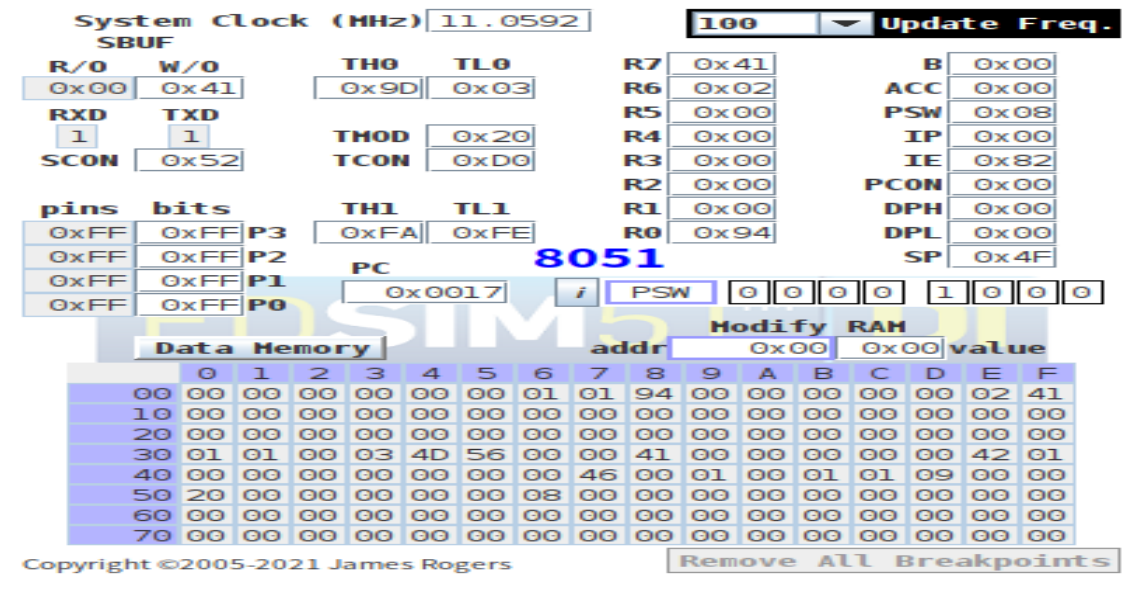 System Clock (MHz) 11.0592 100 Update Freq.
SBUF
R/O W/O TH0 TL0 R7 0x41 B 0x00
0x00 0x41 0x9D 0x03 R6 0x02 ACC 0x00
RXD TXD R5 0x00 PSW 0x08
1 1 TMOD 0x20 R4 0x00 IP 0x00
SCON 0x52 TCON 0xD0 R3 0x00 IE 0x82
R2 0x00 PCON 0x00
pins bits TH1 TL1 R1 0x00 DPH 0x00
0xFF 0xFF P3 0xFA 0xFE R0 0x94 DPL 0x00
0xFF 0xFF P2 PC 8051 SP 0x4F
0xFF 0xFF P1 0x0017 i PSW 0 0 0 0 1 0 0 0
0xFF 0xFF P0
EDSIM51DI
Modify RAM
Data Memory addr 0x00 0x00 value
0 1 2 3 4 5 6 7 8 9 A B C D E F
00 00 00 00 00 00 00 01 01 94 00 00 00 00 00 02 41
10 00 00 00 00 00 00 00 00 00 00 00 00 00 00 00 00
20 00 00 00 00 00 00 00 00 00 00 00 00 00 00 00 00
30 01 01 00 03 4D 56 00 00 41 00 00 00 00 00 42 01
40 00 00 00 00 00 00 00 46 00 01 00 01 01 09 00 00
50 20 00 00 00 00 00 08 00 00 00 00 00 00 00 00 00
60 00 00 00 00 00 00 00 00 00 00 00 00 00 00 00 00
70 00 00 00 00 00 00 00 00 00 00 00 00 00 00 00 00
Copyright ©2005-2021 James Rogers Remove All Breakpoints